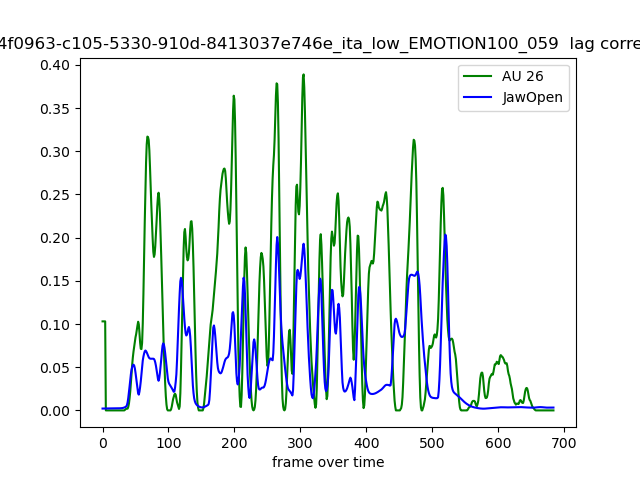 4f0963-c105-5330-910d-8413037e746e_ita_low_EMOTION100_059  lag corre
AU 26
JawOpen
0.40
0.35
0.30
0.25
0.20
0.15
0.10
0.05
0.00
0 100 200 300 400 500 600 700
frame over time